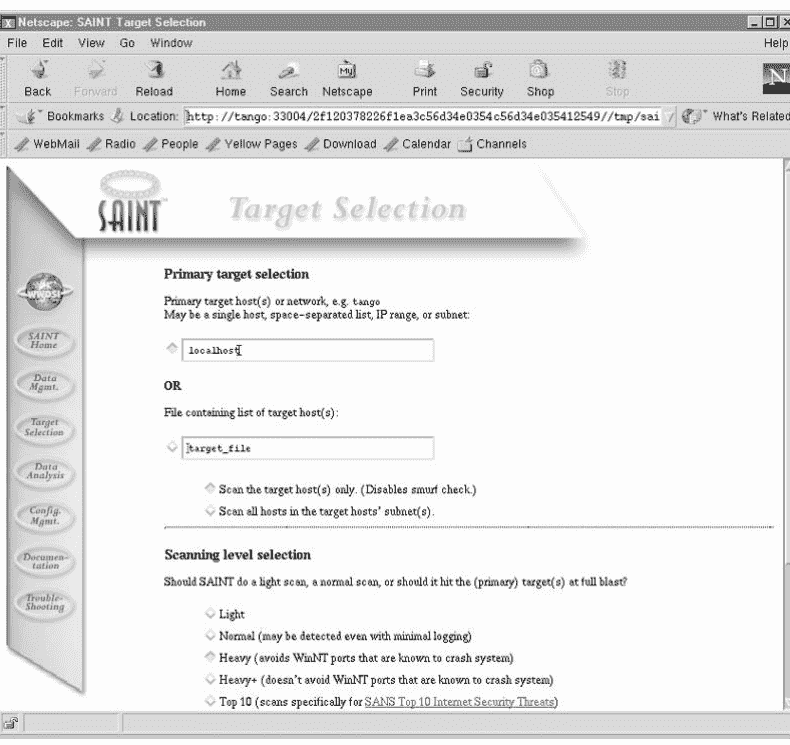 Netscape: SAINT Target Selection
File Edit View Go Window Help
Back Forward Reload Home Search Netscape Print Security Shop Stop
My
N
Bookmarks Location: http://tango:33004/2f120378226f1ea3c56d34e0354c56d34e035412549//tmp/sai What's Related
WebMail Radio People Yellow Pages Download Calendar Channels
SAINT Target Selection
Primary target selection
Primary target host(s) or network, e.g. tango
May be a single host, space-separated list, IP range, or subnet:
localhost
OR
File containing list of target host(s):
target_file
Scan the target host(s) only. (Disables smurf check.)
Scan all hosts in the target hosts' subnet(s).
Scanning level selection
Should SAINT do a light scan, a normal scan, or should it hit the (primary) target(s) at full blast?
Light
Normal (may be detected even with minimal logging)
Heavy (avoids WinNT ports that are known to crash system)
Heavy+ (doesn't avoid WinNT ports that are known to crash system)
Top 10 (scans specifically for SANS Top 10 Internet Security Threats)
SAINT
Home
Data
Mgmt.
Target
Selection
Data
Analysis
Config.
Mgmt.
Documen-
tation
Trouble-
Shooting